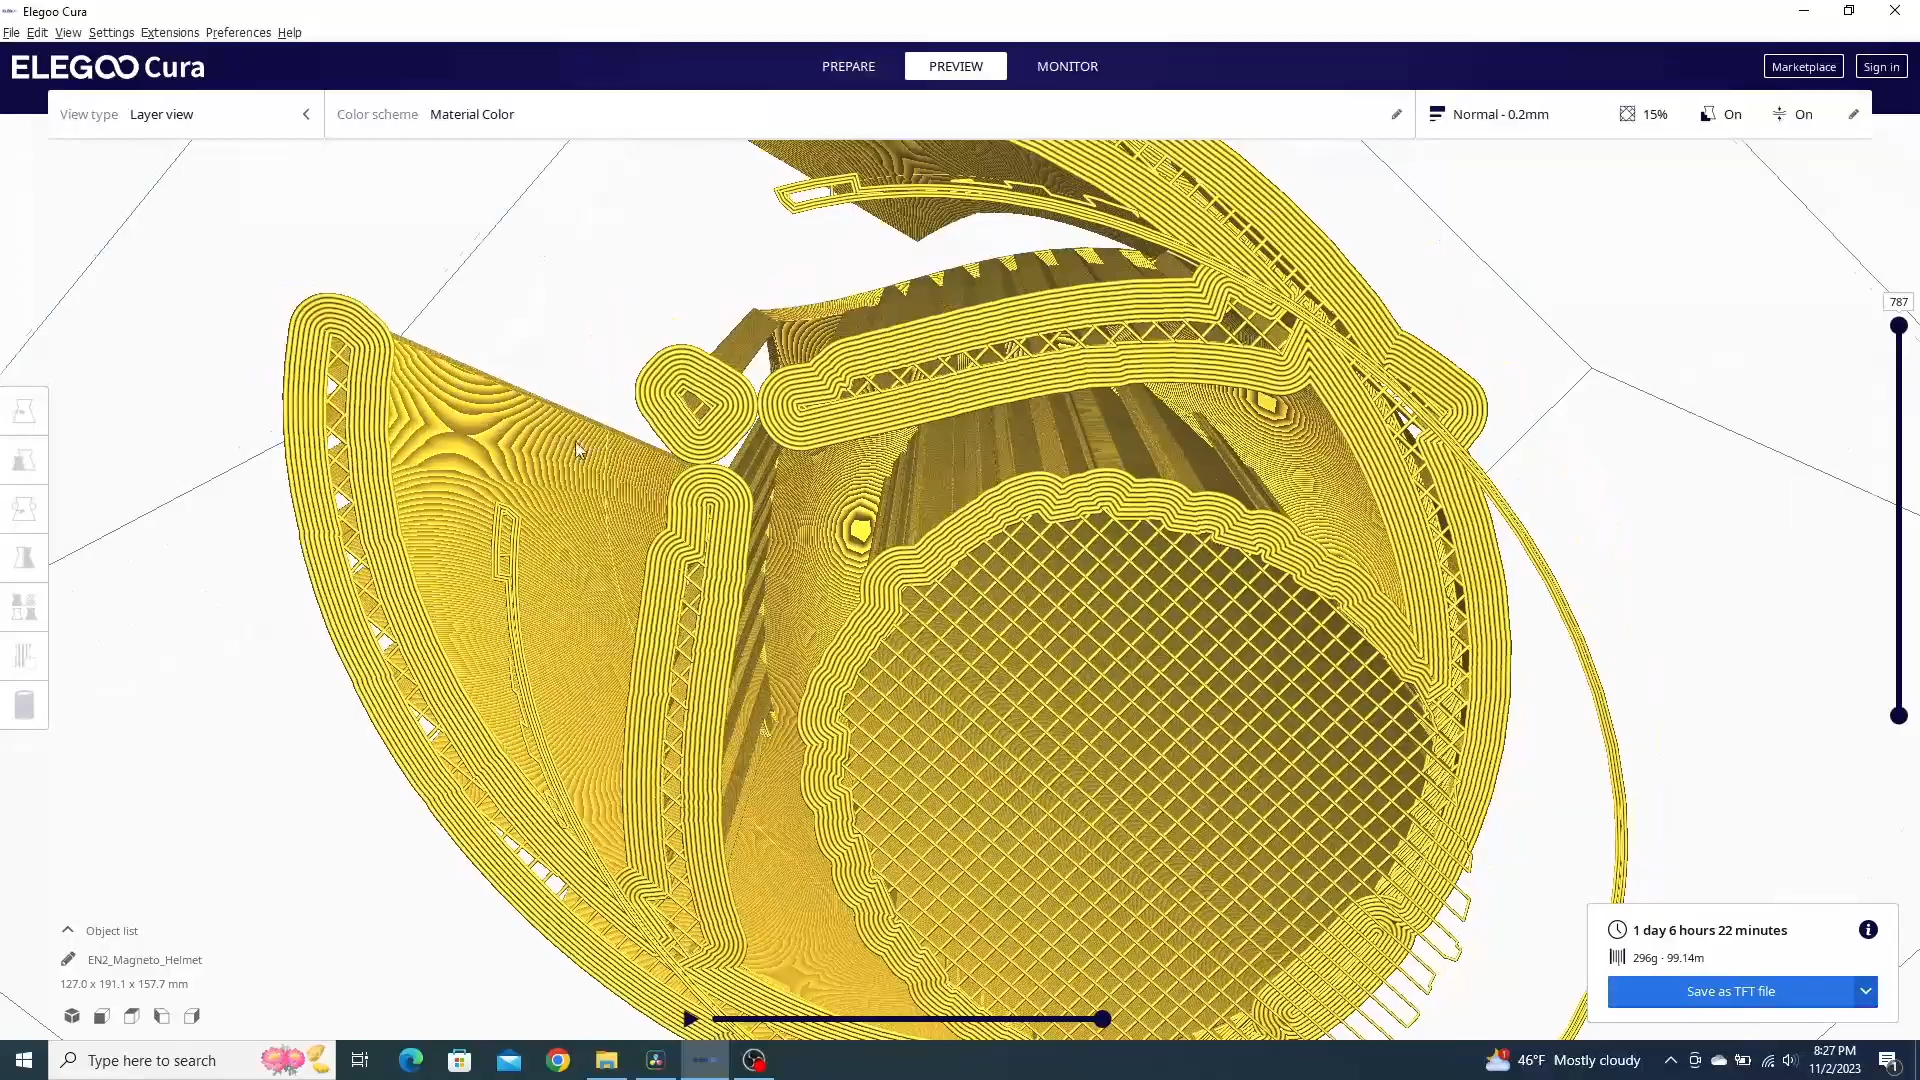 Elegoo Cura
File Edit View Settings Extensions Preferences Help
ELEGOO Cura
PREPARE PREVIEW MONITOR
Marketplace Sign in
View type Layer view
Color scheme Material Color
Normal - 0.2mm 15% On On
787
Object list
EN2_Magneto_Helmet
127.0 x 191.1 x 157.7 mm
1 day 6 hours 22 minutes
296g · 99.14m
Save as TFT file
Type here to search
46°F Mostly cloudy
8:27 PM
11/2/2023
1